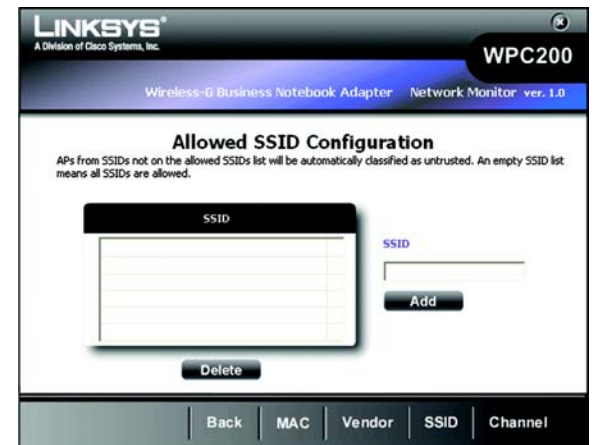 LINKSYS®
A Division of Cisco Systems, Inc.
WPC200
Wireless-G Business Notebook Adapter Network Monitor ver. 1.0
Allowed SSID Configuration
APs from SSIDs not on the allowed SSIDs list will be automatically classified as untrusted. An empty SSID list
means all SSIDs are allowed.
SSID
SSID
Add
Delete
Back MAC Vendor SSID Channel